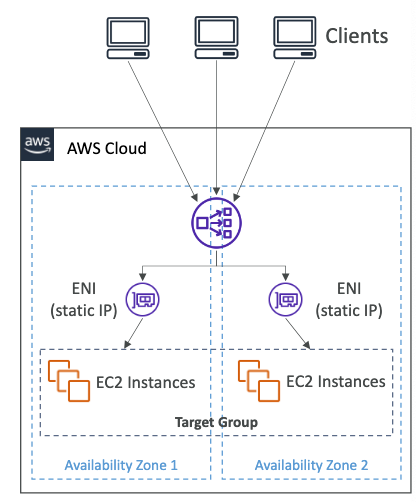 Clients
aws
AWS Cloud
ENI
(static IP)
ENI
(static IP)
EC2 Instances
EC2 Instances
Target Group
Availability Zone 1
Availability Zone 2